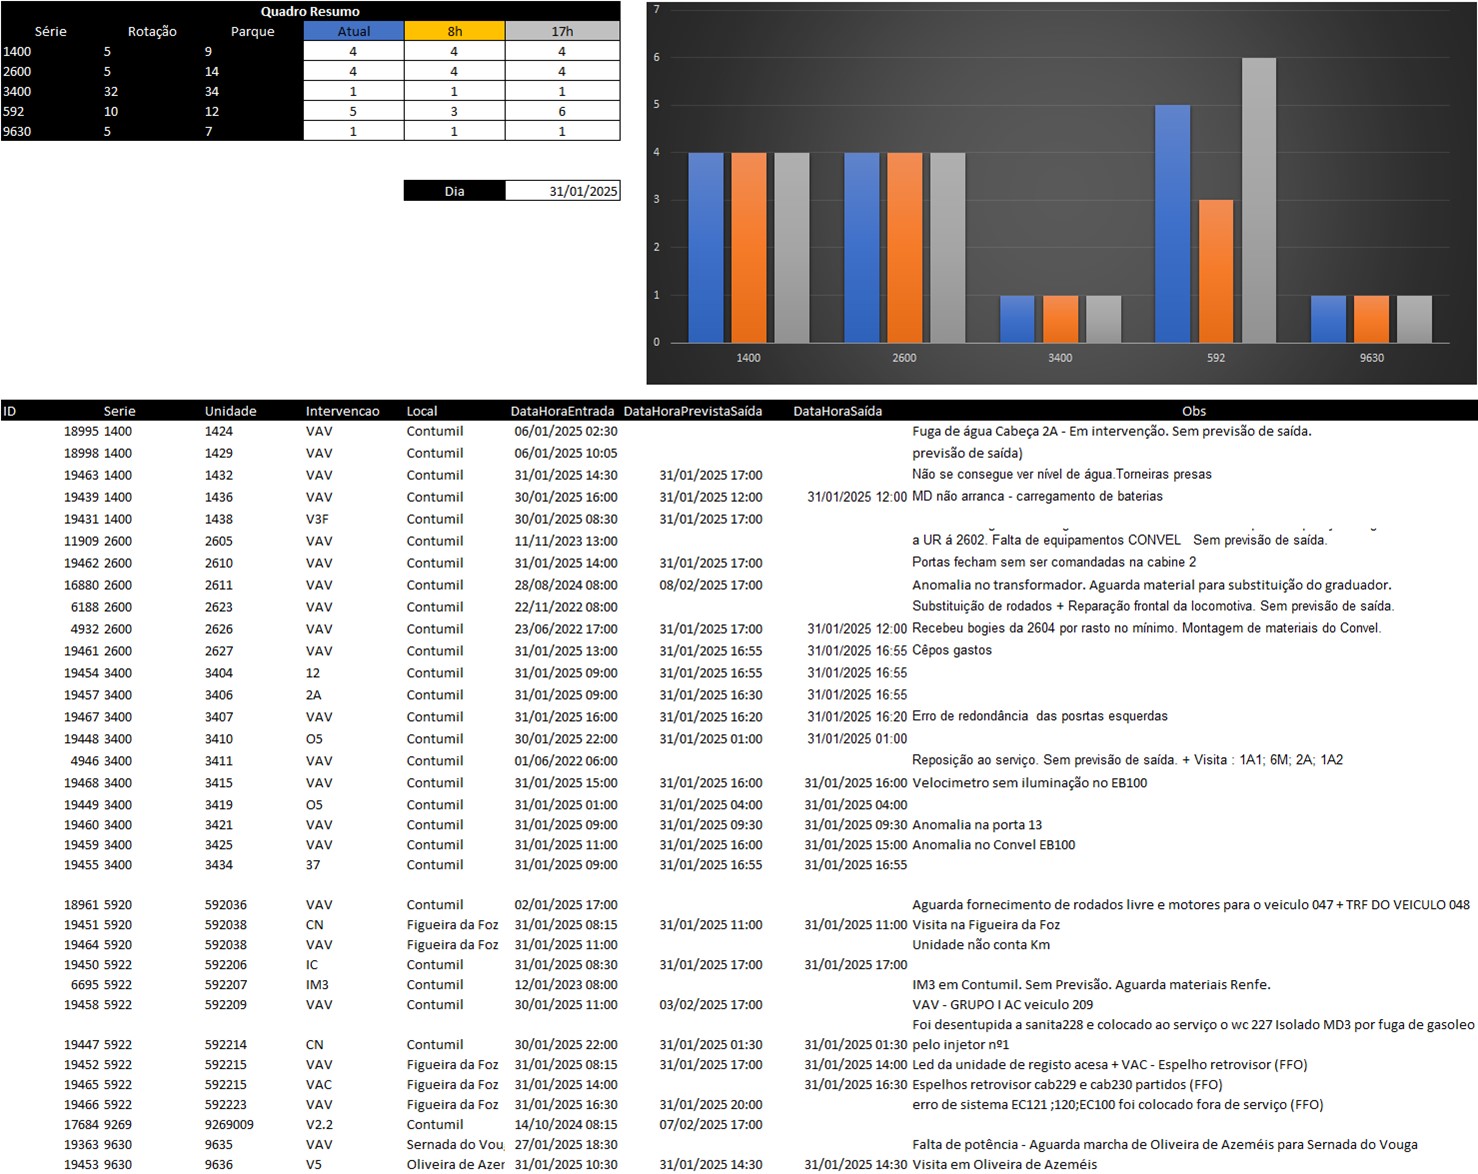 Quadro Resumo
Série Rotação Parque Atual 8h 17h
1400 5 9 4 4 4
2600 5 14 4 4 4
3400 32 34 1 1 1
592 10 12 5 3 6
9630 5 7 1 1 1
Dia 31/01/2025
7
6
5
4
3
2
1
0
1400 2600 3400 592 9630
ID Serie Unidade Intervencao Local DataHoraEntrada DataHoraPrevistaSaída DataHoraSaída Obs
18995 1400 1424 VAV Contumil 06/01/2025 02:30 Fuga de água Cabeça 2A - Em intervenção. Sem previsão de saída.
18998 1400 1429 VAV Contumil 06/01/2025 10:05 previsão de saída)
19463 1400 1432 VAV Contumil 31/01/2025 14:30 31/01/2025 17:00 Não se consegue ver nível de água.Torneiras presas
19439 1400 1436 VAV Contumil 30/01/2025 16:00 31/01/2025 12:00 31/01/2025 12:00 MD não arranca - carregamento de baterias
19431 1400 1438 V3F Contumil 30/01/2025 08:30 31/01/2025 17:00
11909 2600 2605 VAV Contumil 11/11/2023 13:00 a UR á 2602. Falta de equipamentos CONVEL Sem previsão de saída.
19462 2600 2610 VAV Contumil 31/01/2025 14:00 31/01/2025 17:00 Portas fecham sem ser comandadas na cabine 2
16880 2600 2611 VAV Contumil 28/08/2024 08:00 08/02/2025 17:00 Anomalia no transformador. Aguarda material para substituição do graduador.
6188 2600 2623 VAV Contumil 22/11/2022 08:00 Substituição de rodados + Reparação frontal da locomotiva. Sem previsão de saída.
4932 2600 2626 VAV Contumil 23/06/2022 17:00 31/01/2025 17:00 31/01/2025 12:00 Recebeu bogies da 2604 por rasto no mínimo. Montagem de materiais do Convel.
19461 2600 2627 VAV Contumil 31/01/2025 13:00 31/01/2025 16:55 31/01/2025 16:55 Cêpos gastos
19454 3400 3404 12 Contumil 31/01/2025 09:00 31/01/2025 16:55 31/01/2025 16:55
19457 3400 3406 2A Contumil 31/01/2025 09:00 31/01/2025 16:30 31/01/2025 16:55
19467 3400 3407 VAV Contumil 31/01/2025 16:00 31/01/2025 16:20 31/01/2025 16:20 Erro de redondância das posrtas esquerdas
19448 3400 3410 O5 Contumil 30/01/2025 22:00 31/01/2025 01:00 31/01/2025 01:00
4946 3400 3411 VAV Contumil 01/06/2022 06:00 Reposição ao serviço. Sem previsão de saída. + Visita : 1A1; 6M; 2A; 1A2
19468 3400 3415 VAV Contumil 31/01/2025 15:00 31/01/2025 16:00 31/01/2025 16:00 Velocimetro sem iluminação no EB100
19449 3400 3419 O5 Contumil 31/01/2025 01:00 31/01/2025 04:00 31/01/2025 04:00
19460 3400 3421 VAV Contumil 31/01/2025 09:00 31/01/2025 09:30 31/01/2025 09:30 Anomalia na porta 13
19459 3400 3425 VAV Contumil 31/01/2025 11:00 31/01/2025 16:00 31/01/2025 15:00 Anomalia no Convel EB100
19455 3400 3434 37 Contumil 31/01/2025 09:00 31/01/2025 16:55 31/01/2025 16:55
18961 5920 592036 VAV Contumil 02/01/2025 17:00 Aguarda fornecimento de rodados livre e motores para o veiculo 047 + TRF DO VEICULO 048
19451 5920 592038 CN Figueira da Foz 31/01/2025 08:15 31/01/2025 11:00 31/01/2025 11:00 Visita na Figueira da Foz
19464 5920 592038 VAV Figueira da Foz 31/01/2025 11:00 Unidade não conta Km
19450 5922 592206 IC Contumil 31/01/2025 08:30 31/01/2025 17:00 31/01/2025 17:00
6695 5922 592207 IM3 Contumil 12/01/2023 08:00 IM3 em Contumil. Sem Previsão. Aguarda materiais Renfe.
19458 5922 592209 VAV Contumil 30/01/2025 11:00 03/02/2025 17:00 VAV - GRUPO I AC veiculo 209
Foi desentupida a sanita228 e colocado ao serviço o wc 227 Isolado MD3 por fuga de gasoleo
19447 5922 592214 CN Contumil 30/01/2025 22:00 31/01/2025 01:30 31/01/2025 01:30 pelo injetor nº1
19452 5922 592215 VAV Figueira da Foz 31/01/2025 08:15 31/01/2025 17:00 31/01/2025 14:00 Led da unidade de registo acesa + VAC - Espelho retrovisor (FFO)
19465 5922 592215 VAC Figueira da Foz 31/01/2025 14:00 31/01/2025 16:30 Espelhos retrovisor cab229 e cab230 partidos (FFO)
19466 5922 592223 VAV Figueira da Foz 31/01/2025 16:30 31/01/2025 20:00 erro de sistema EC121 ;120;EC100 foi colocado fora de serviço (FFO)
17684 9269 9269009 V2.2 Contumil 14/10/2024 08:15 07/02/2025 17:00
19363 9630 9635 VAV Sernada do Vou 27/01/2025 18:30 Falta de potência - Aguarda marcha de Oliveira de Azeméis para Sernada do Vouga
19453 9630 9636 V5 Oliveira de Azer 31/01/2025 10:30 31/01/2025 14:30 31/01/2025 14:30 Visita em Oliveira de Azeméis